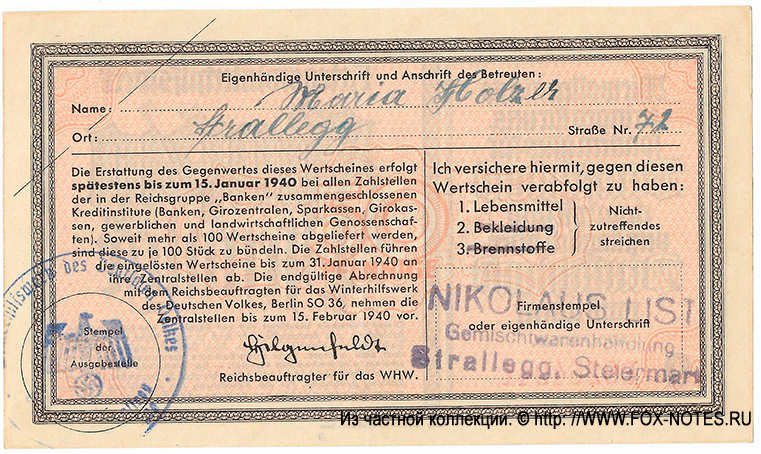 Eigenhändige Unterschrift und Anschrift des Betreuten:
Name: Maria Holzer
Ort: Strallegg Straße Nr. 72
Die Erstattung des Gegenwertes dieses Wertscheines erfolgt
spätestens bis zum 15. Januar 1940 bei allen Zahlstellen
der in der Reichsgruppe „Banken" zusammengeschlossenen
Kreditinstitute (Banken, Girozentralen, Sparkassen, Girokas-
sen, gewerblichen und landwirtschaftlichen Genossenschaf-
ten). Soweit mehr als 100 Wertscheine abgeliefert werden,
sind diese zu je 100 Stück zu bündeln. Die Zahlstellen führen
die eingelösten Wertscheine bis zum 31. Januar 1940 an
ihre Zentralstellen ab. Die endgültige Abrechnung
mit dem Reichsbeauftragten für das Winterhilfswerk
des Deutschen Volkes, Berlin SO 36, nehmen die
Zentralstellen bis zum 15. Februar 1940 vor.
Hilgenfeldt
Reichsbeauftragter für das WHW.
Stempel
der
Ausgabestelle
des Deutschen Volkes
Ich versichere hiermit, gegen diesen
Wertschein verabfolgt zu haben:
1. Lebensmittel
2. Bekleidung
3. Brennstoffe
Nicht-
zutreffendes
streichen
NIKOLAUS LIST
Firmenstempel
oder eigenhändige Unterschrift
Gemischtwarenhandlung
Strallegg, Steiermark
Из частной коллекции. © http://www.FOX-NOTES.RU